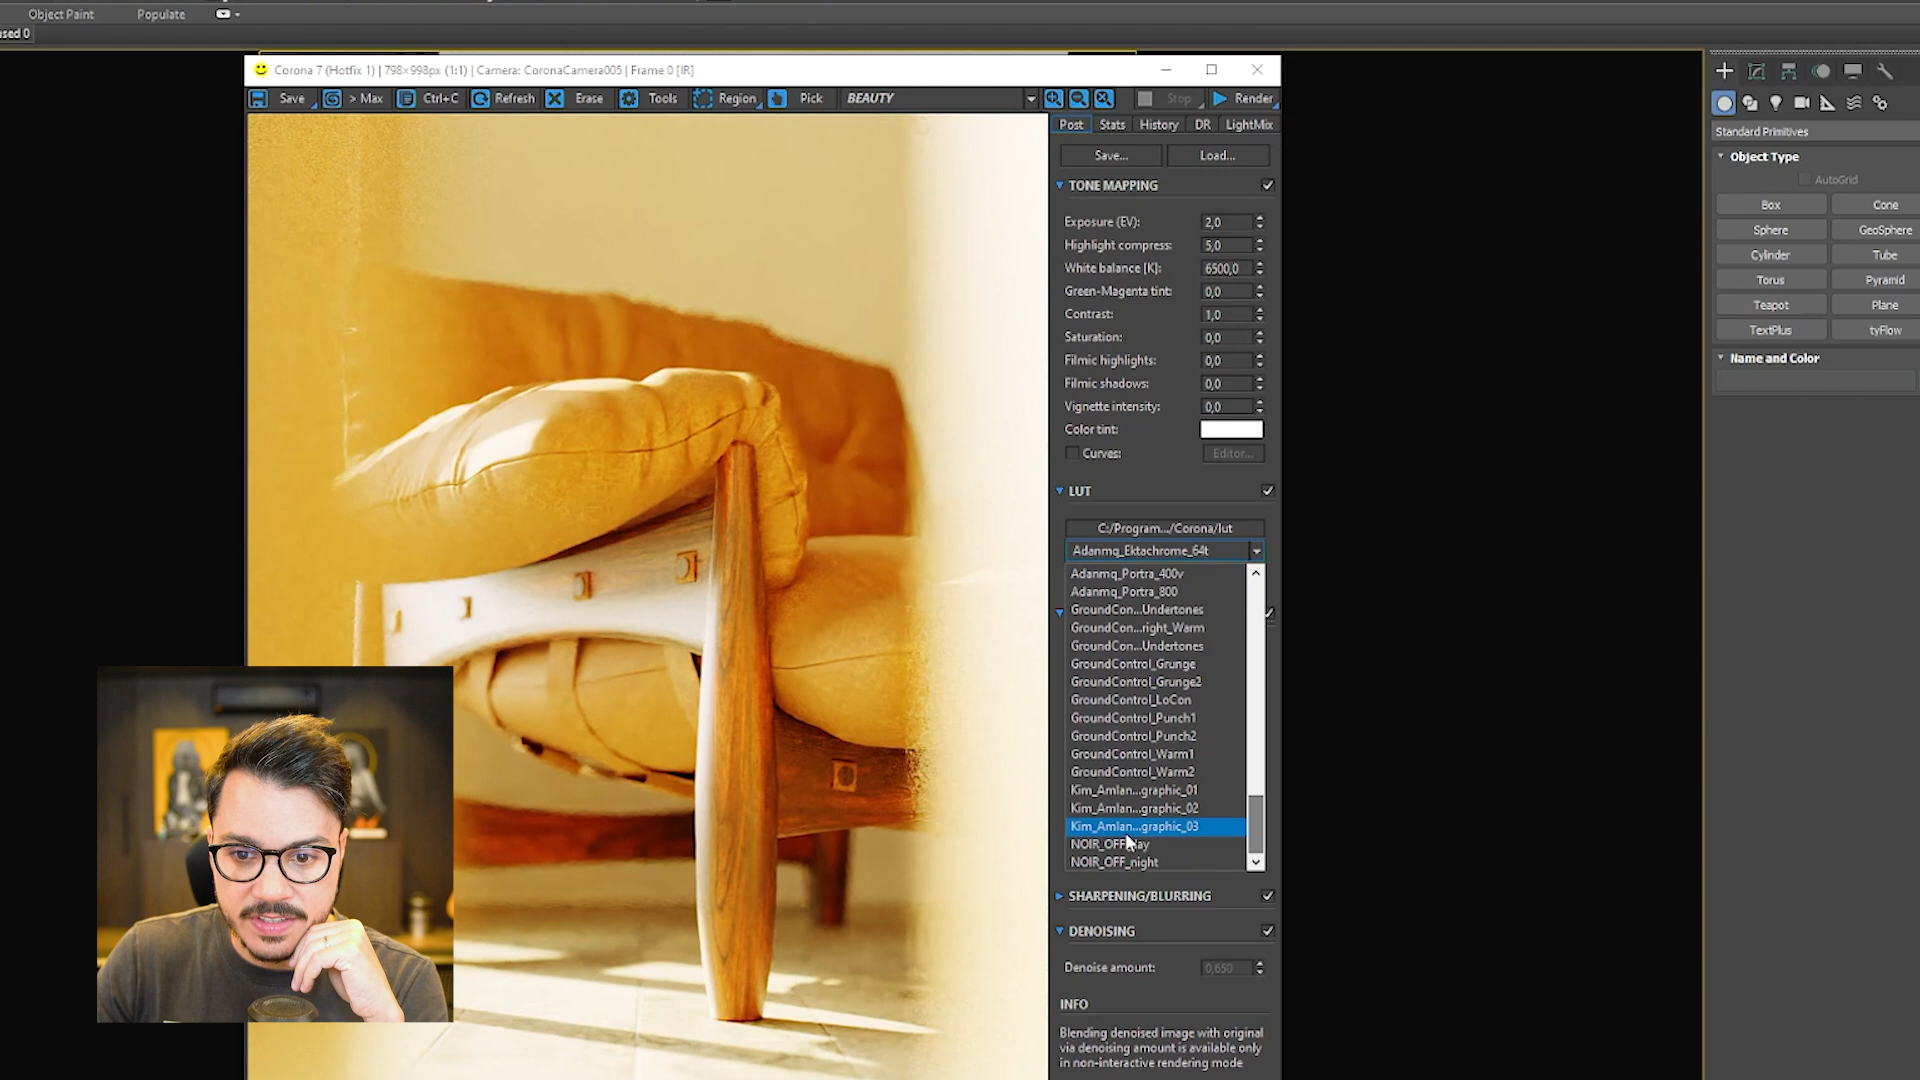 Object Paint
Populate
used 0
Corona 7 (Hotfix 1) | 798×998px (1:1) | Camera: CoronaCamera005 | Frame 0 [IR]
Save
> Max
Ctrl+C
Refresh
Erase
Tools
Region
Pick
BEAUTY
Stop
Render
Post
Stats
History
DR
LightMix
Save...
Load...
TONE MAPPING
Exposure (EV):
2,0
Highlight compress:
5,0
White balance [K]:
6500,0
Green-Magenta tint:
0,0
Contrast:
1,0
Saturation:
0,0
Filmic highlights:
0,0
Filmic shadows:
0,0
Vignette intensity:
0,0
Color tint:
Curves:
Editor...
LUT
C:/Program.../Corona/lut
Adanmq_Ektachrome_64t
Adanmq_Portra_400v
Adanmq_Portra_800
GroundCon...Undertones
GroundCon...right_Warm
GroundCon...Undertones
GroundControl_Grunge
GroundControl_Grunge2
GroundControl_LoCon
GroundControl_Punch1
GroundControl_Punch2
GroundControl_Warm1
GroundControl_Warm2
Kim_Amlan...graphic_01
Kim_Amlan...graphic_02
Kim_Amlan...graphic_03
NOIR_OFF_night
SHARPENING/BLURRING
DENOISING
Denoise amount:
0,650
INFO
Blending denoised image with original
via denoising amount is available only
in non-interactive rendering mode
Standard Primitives
Object Type
AutoGrid
Box
Cone
Sphere
GeoSphere
Cylinder
Tube
Torus
Pyramid
Teapot
Plane
TextPlus
tyFlow
Name and Color